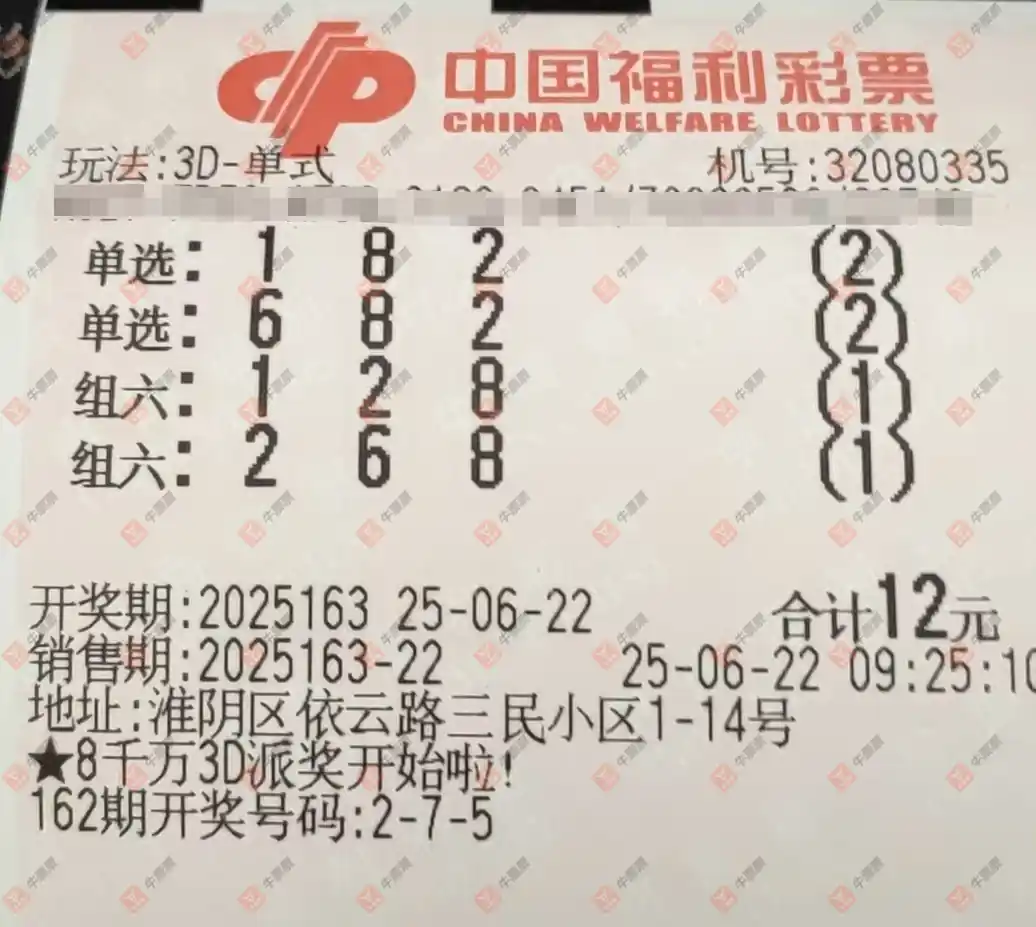 中国福利彩票
CHINA WELFARE LOTTERY
玩法:3D-单式 机号:32080335
单选: 1 8 2 (2)
单选: 6 8 2 (2)
组六: 1 2 8 (1)
组六: 2 6 8 (1)
开奖期:2025163 25-06-22 合计12元
销售期:2025163-22 25-06-22 09:25:10
地址:淮阴区依云路三民小区1-14号
★8千万3D派奖开始啦!
162期开奖号码:2-7-5